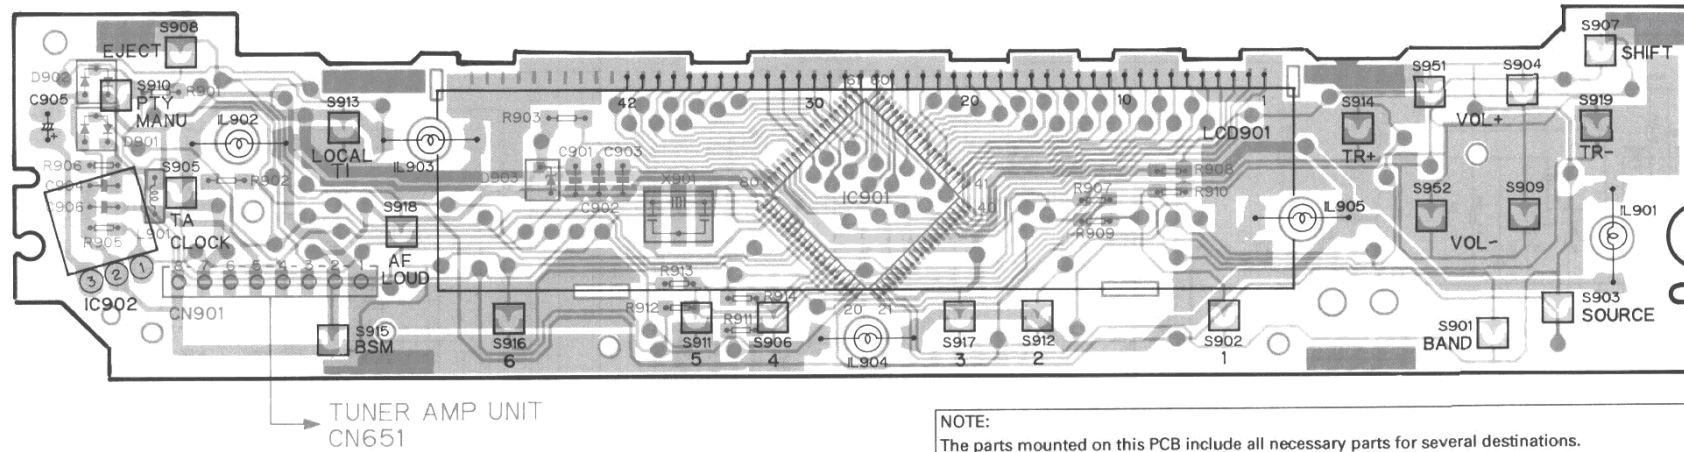 S908
EJECT
D902
S910
PTY
MANU
R901
C905
D901
S913
IL902
LOCAL
TI
IL903
R903
42
30
61 60
20
10
1
LCD901
S914
TR+
S951
S904
VOL+
S907
SHIFT
S919
TR-
R906
S905
C904
R902
C906
TA
R905
L901
CLOCK
D903
C901
C903
C902
X901
80
IC901
41
40
R908
R907
R910
R909
IL905
S952
S909
VOL-
IL901
S918
AF
LOUD
3
2
1
IC902
8 7 6 5 4 3 2 1
CN901
S915
BSM
S916
6
R913
R912
R914
R911
S911
5
S906
4
20
21
IL904
S917
3
S912
2
S902
1
S901
BAND
S903
SOURCE
TUNER AMP UNIT
CN651
NOTE:
The parts mounted on this PCB include all necessary parts for several destinations.